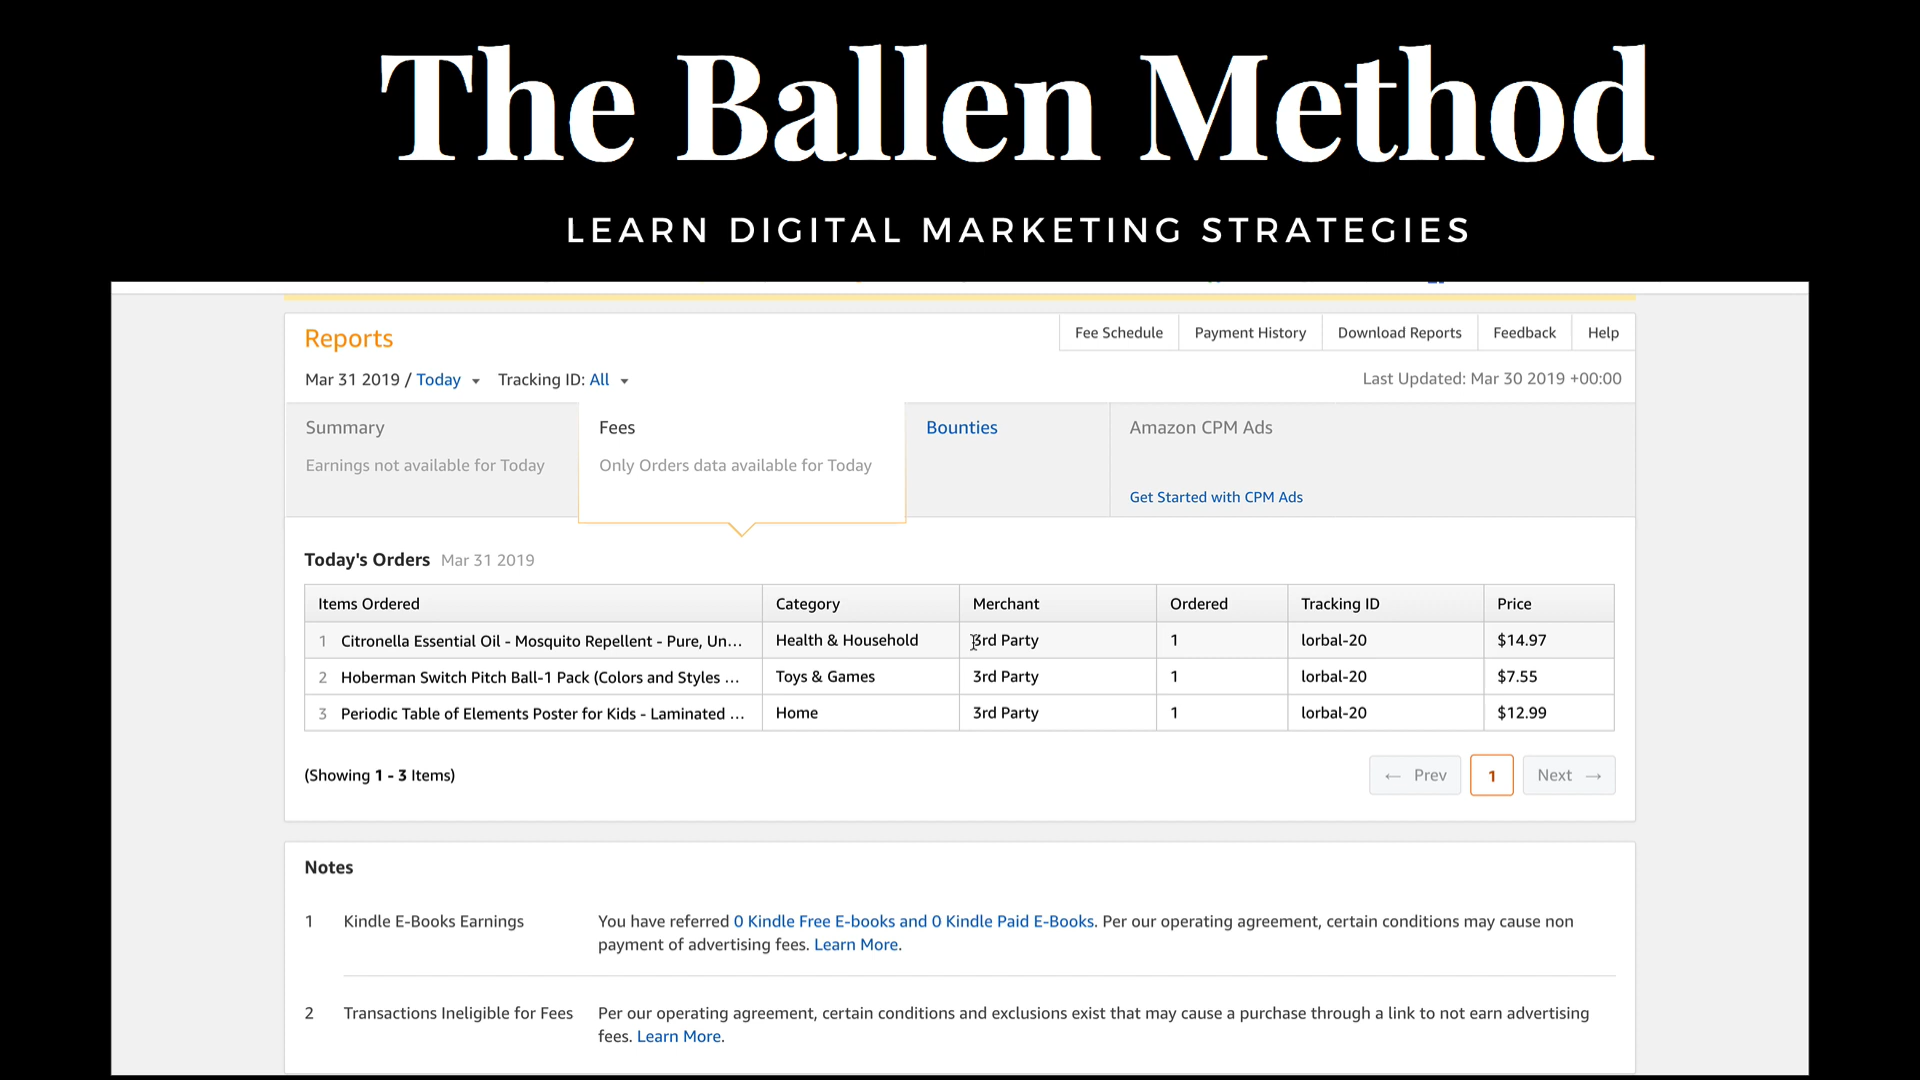 The Ballen Method
LEARN DIGITAL MARKETING STRATEGIES
Reports
Fee Schedule Payment History Download Reports Feedback Help
Mar 31 2019 / Today Tracking ID: All Last Updated: Mar 30 2019 +00:00
Summary Fees Bounties Amazon CPM Ads
Earnings not available for Today Only Orders data available for Today
Get Started with CPM Ads
Today's Orders Mar 31 2019
Items Ordered Category Merchant Ordered Tracking ID Price
1 Citronella Essential Oil - Mosquito Repellent - Pure, Un... Health & Household 3rd Party 1 lorbal-20 $14.97
2 Hoberman Switch Pitch Ball-1 Pack (Colors and Styles ... Toys & Games 3rd Party 1 lorbal-20 $7.55
3 Periodic Table of Elements Poster for Kids - Laminated ... Home 3rd Party 1 lorbal-20 $12.99
(Showing 1 - 3 Items) ← Prev 1 Next →
Notes
1 Kindle E-Books Earnings You have referred 0 Kindle Free E-books and 0 Kindle Paid E-Books. Per our operating agreement, certain conditions may cause non
payment of advertising fees. Learn More.
2 Transactions Ineligible for Fees Per our operating agreement, certain conditions and exclusions exist that may cause a purchase through a link to not earn advertising
fees. Learn More.